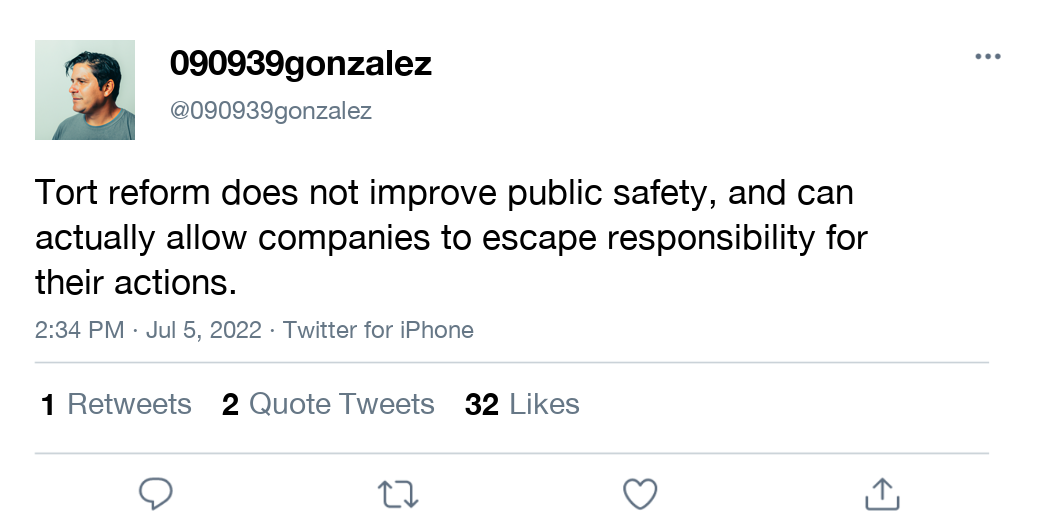 090939gonzalez
@090939gonzalez
Tort reform does not improve public safety, and can
actually allow companies to escape responsibility for
their actions.
2:34 PM · Jul 5, 2022 · Twitter for iPhone
1 Retweets 2 Quote Tweets 32 Likes